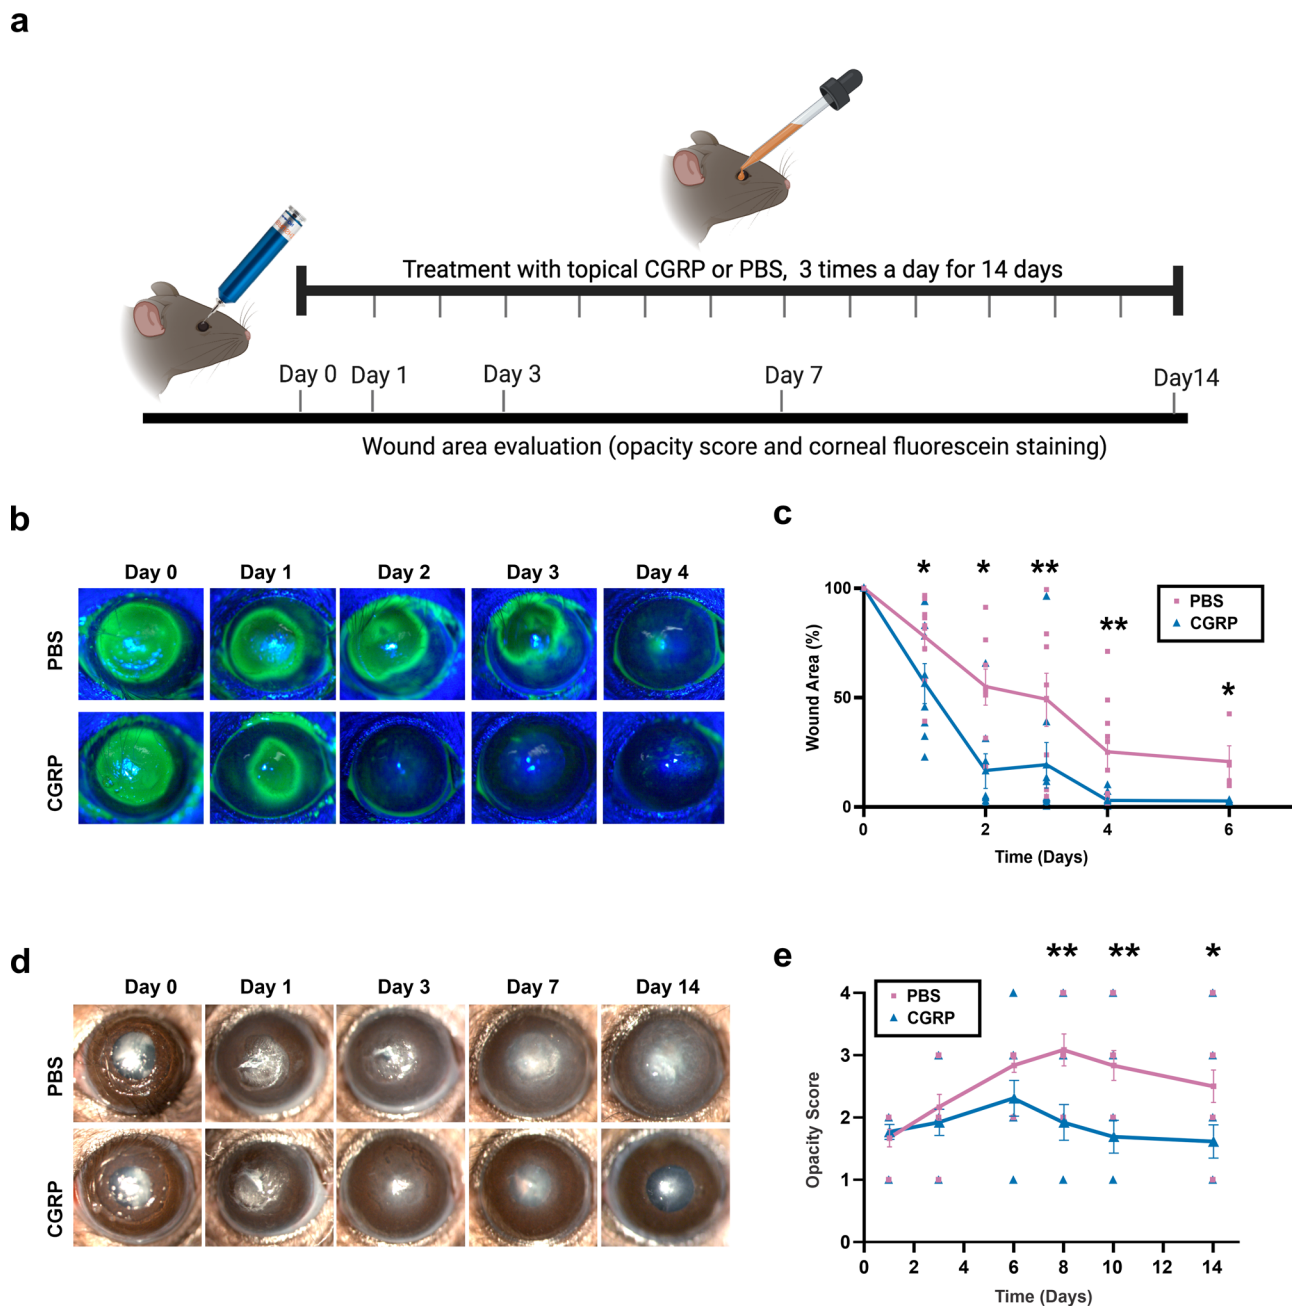 a
Treatment with topical CGRP or PBS, 3 times a day for 14 days
Day 0 Day 1 Day 3 Day 7 Day14
Wound area evaluation (opacity score and corneal fluorescein staining)
b
Day 0 Day 1 Day 2 Day 3 Day 4
PBS
CGRP
c
* * ** ** *
PBS
CGRP
Wound Area (%)
100
50
0
0 2 4 6
Time (Days)
d
Day 0 Day 1 Day 3 Day 7 Day 14
PBS
CGRP
e
** ** *
PBS
CGRP
Opacity Score
4
3
2
1
0
0 2 4 6 8 10 12 14
Time (Days)